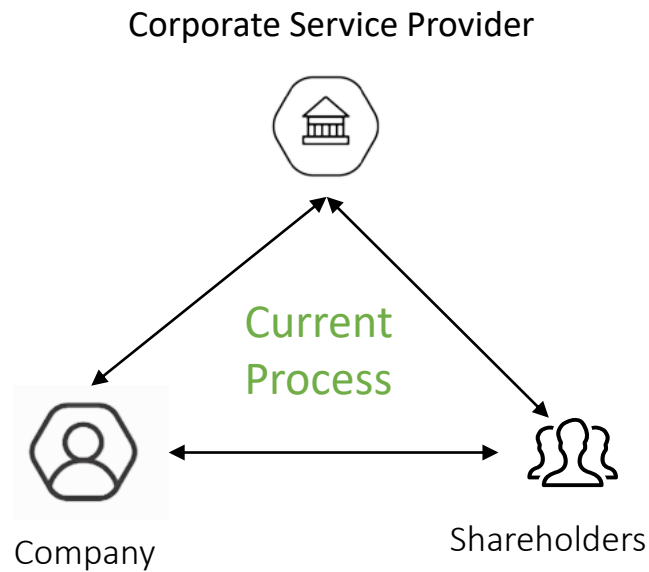 Corporate Service Provider
Current
Process
Shareholders
Company